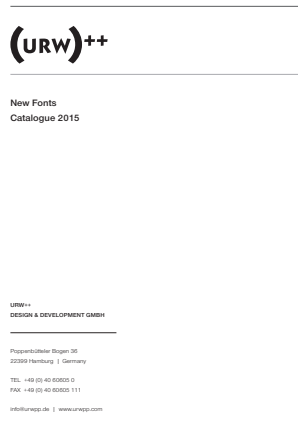 (URW)++
New Fonts
Catalogue 2015
URW++
DESIGN & DEVELOPMENT GMBH
Poppenbütteler Bogen 36
22399 Hamburg | Germany
TEL +49 (0) 40 60605 0
FAX +49 (0) 40 60605 111
info@urwpp.de | www.urwpp.com